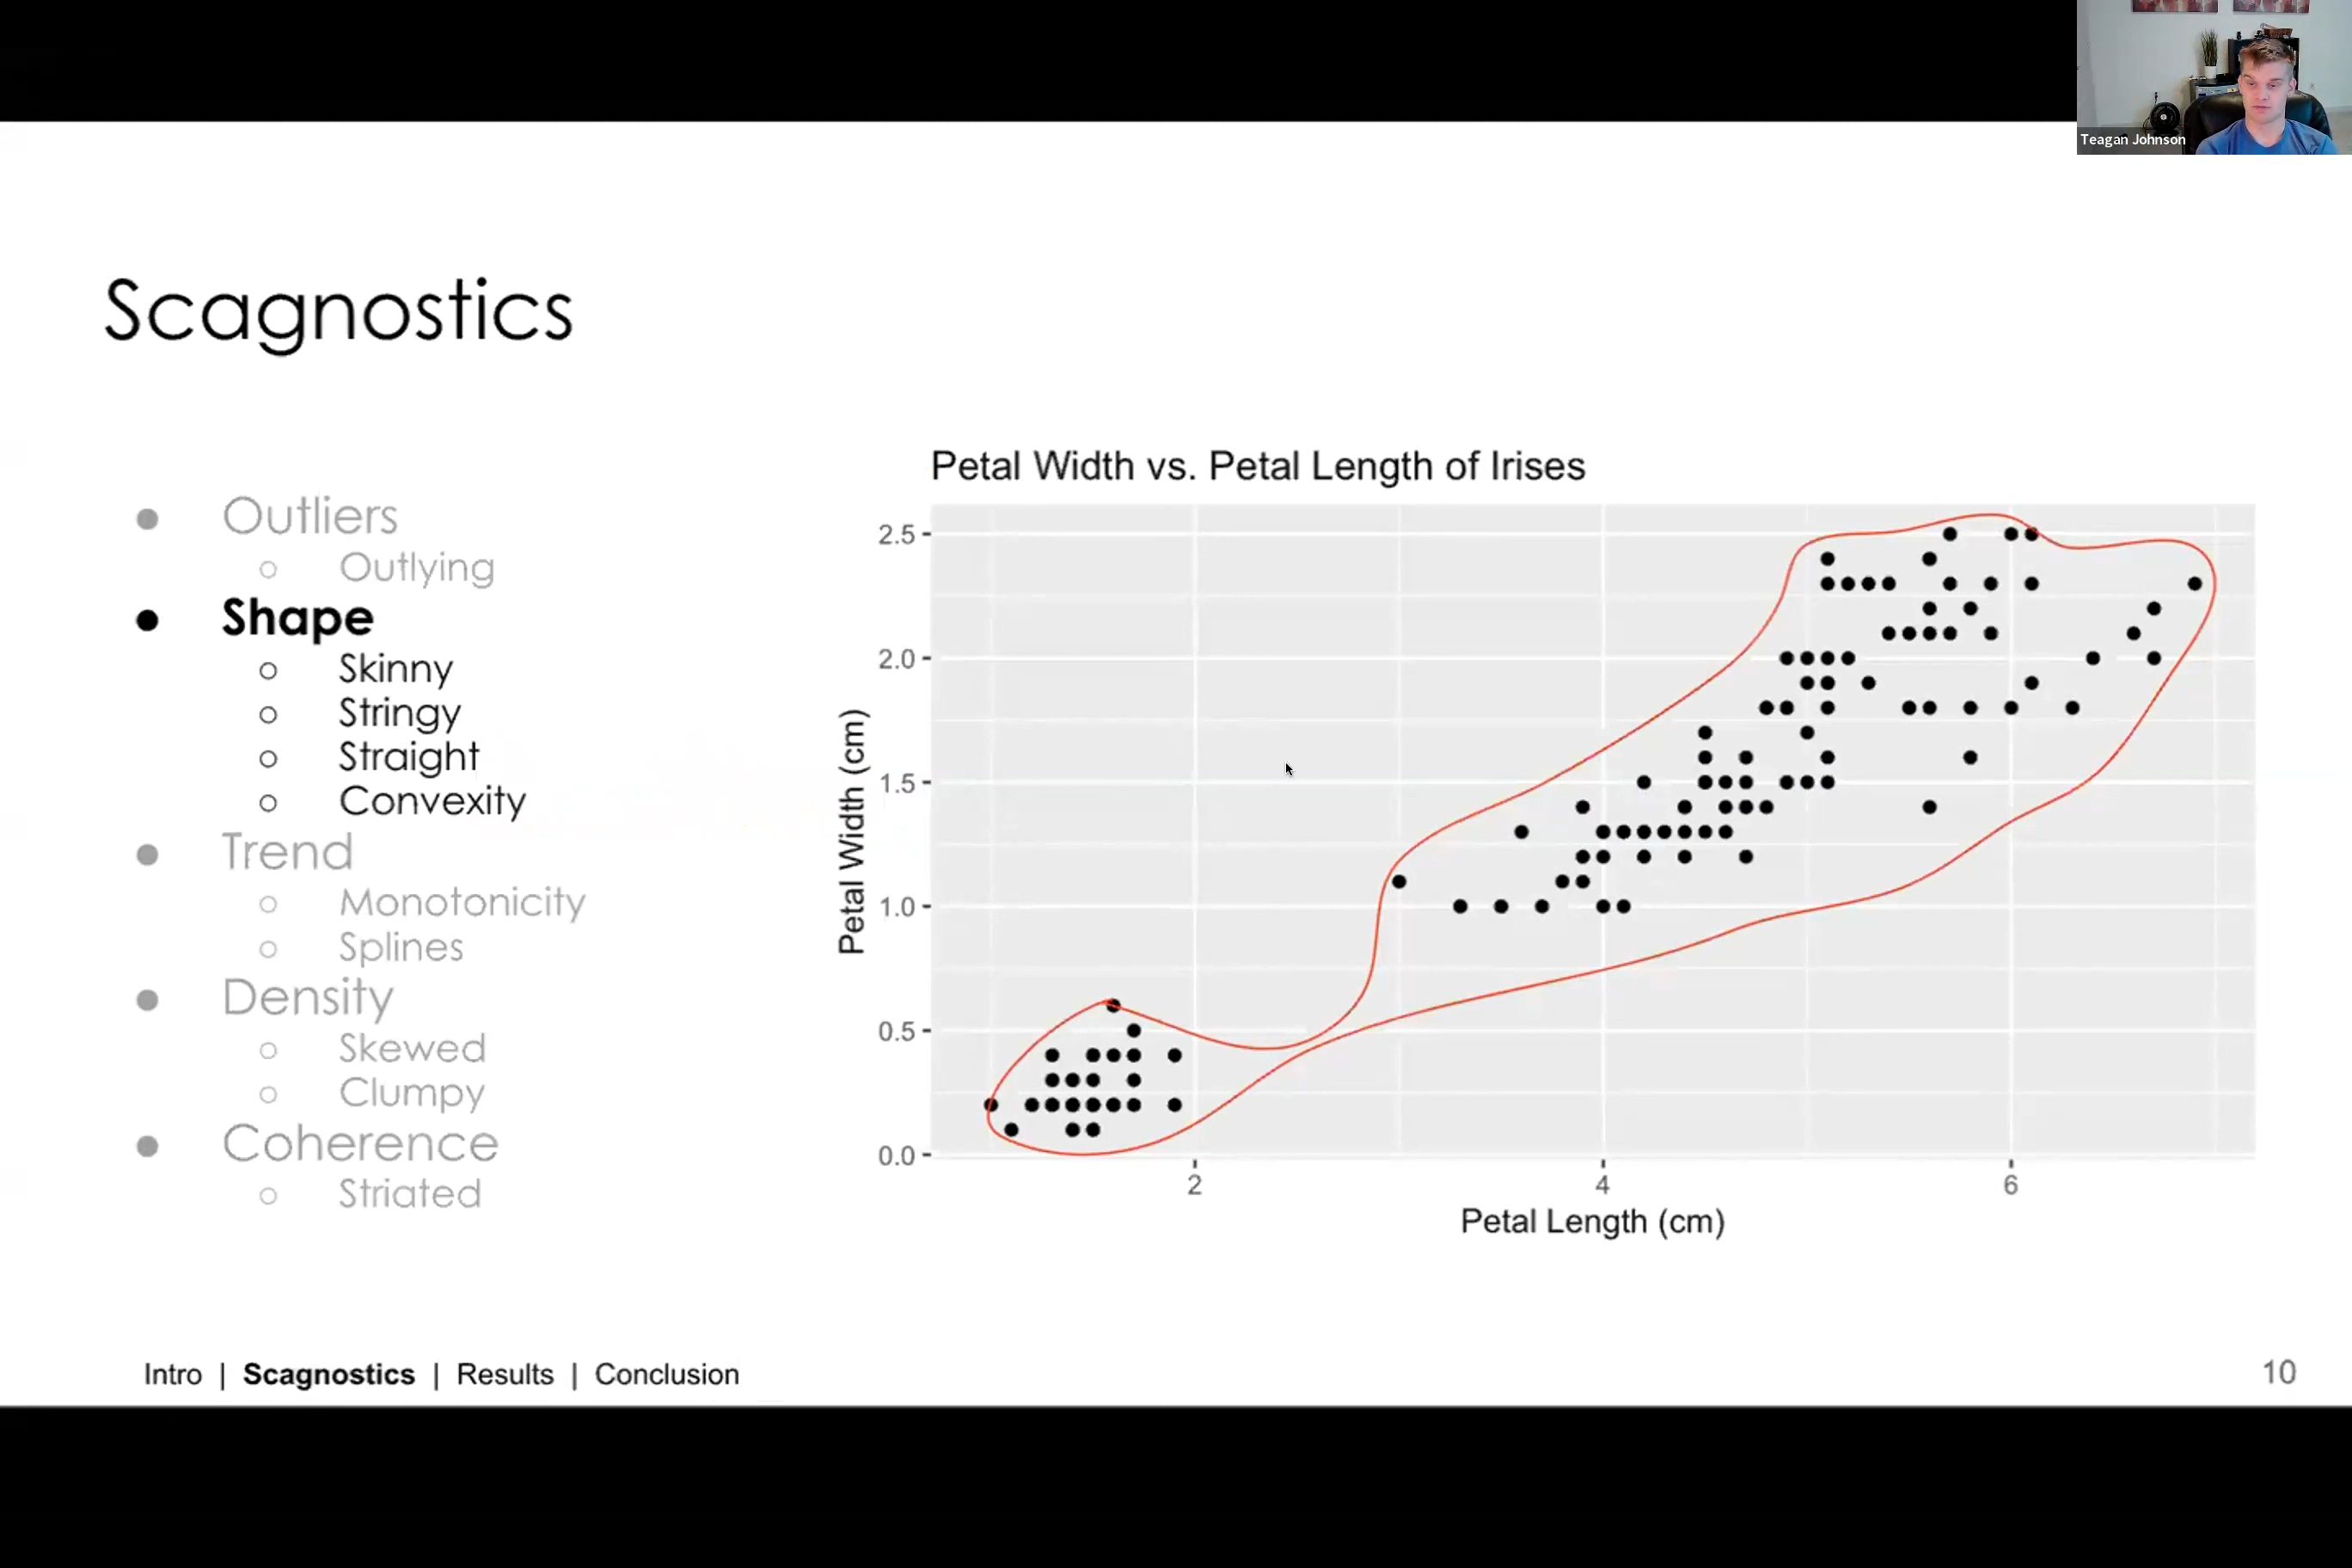 Teagan Johnson
Scagnostics
Outliers
Outlying
Shape
Skinny
Stringy
Straight
Convexity
Trend
Monotonicity
Splines
Density
Skewed
Clumpy
Coherence
Striated
Petal Width vs. Petal Length of Irises
Petal Width (cm)
2.5
2.0
1.5
1.0
0.5
0.0
2 4 6
Petal Length (cm)
Intro | Scagnostics | Results | Conclusion
10